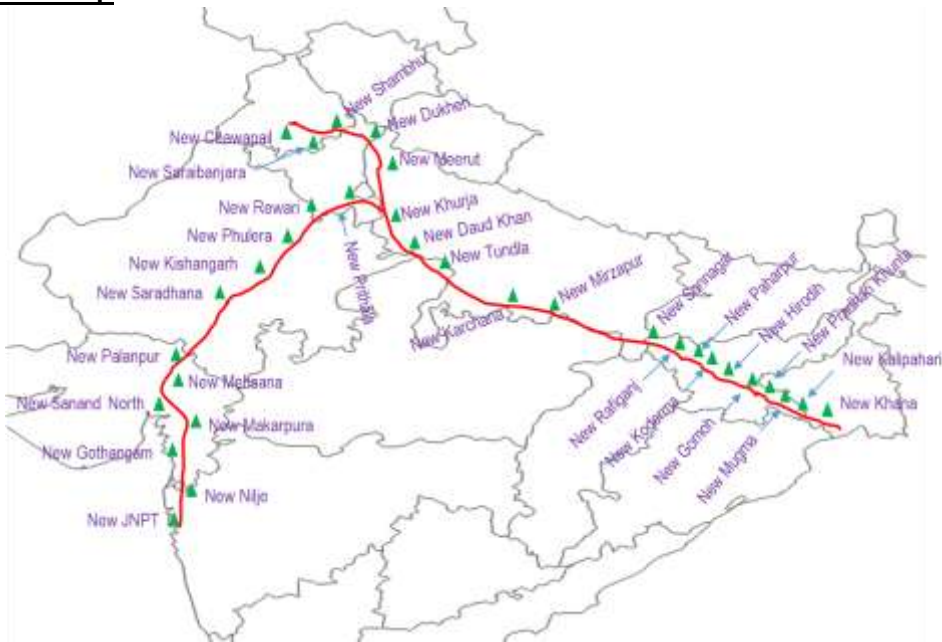 New Shambhu
New Dukheri
New Chawapail
New Saraibanjara
New Meerut
New Rewari
New Khurja
New Phulera
New Daud Khan
New Tundla
New Kishangarh
New Prithala
New Saradhana
New Mirzapur
New Karchana
New Sonnagar
New Paharpur
New Hirodih
New Pradhan Khunta
New Kalipahari
New Palanpur
New Mehsana
New Sanand North
New Makarpura
New Rafiganj
New Koderma
New Gomoh
New Mugma
New Khana
New Gothangam
New Niljo
New JNPT